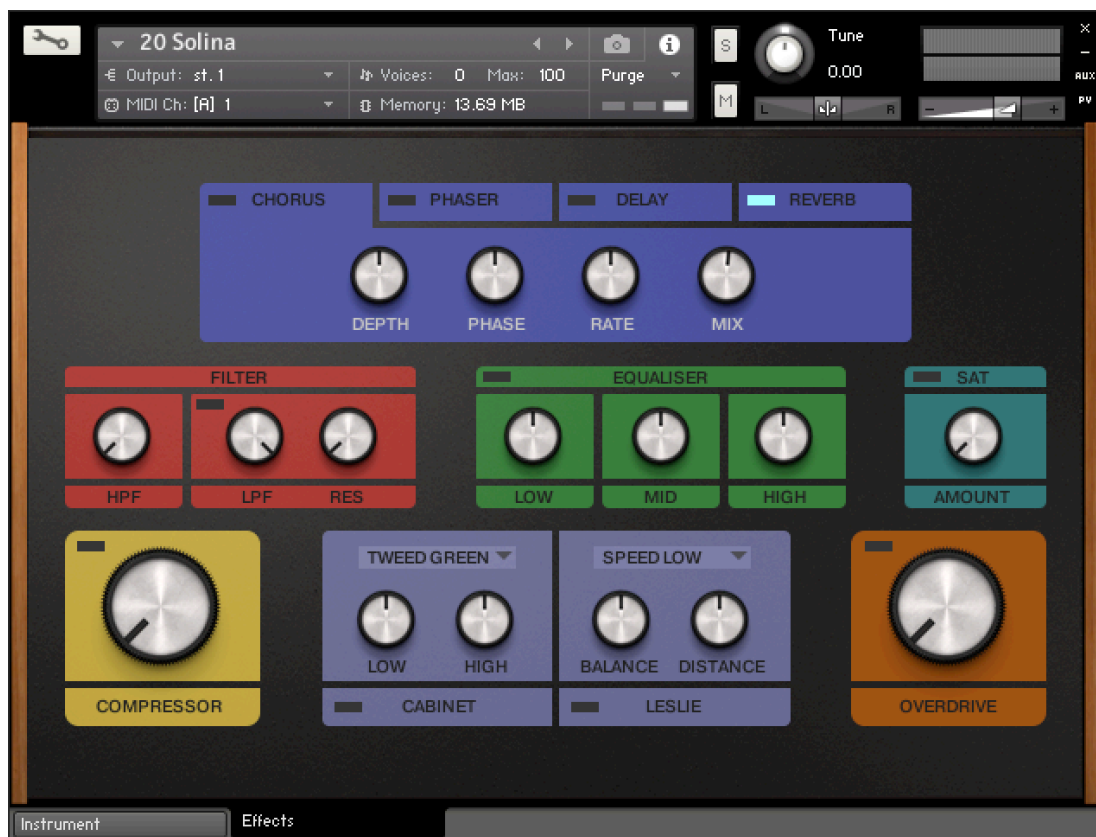 20 Solina
Output: st. 1
Voices: 0 Max: 100
Purge
MIDI Ch: [A] 1
Memory: 13.69 MB
S
M
Tune
0.00
L
R
-
+
×
-
AUX
PV
CHORUS
PHASER
DELAY
REVERB
DEPTH
PHASE
RATE
MIX
FILTER
EQUALISER
SAT
HPF
LPF
RES
LOW
MID
HIGH
AMOUNT
TWEED GREEN
SPEED LOW
LOW
HIGH
BALANCE
DISTANCE
COMPRESSOR
CABINET
LESLIE
OVERDRIVE
Instrument
Effects